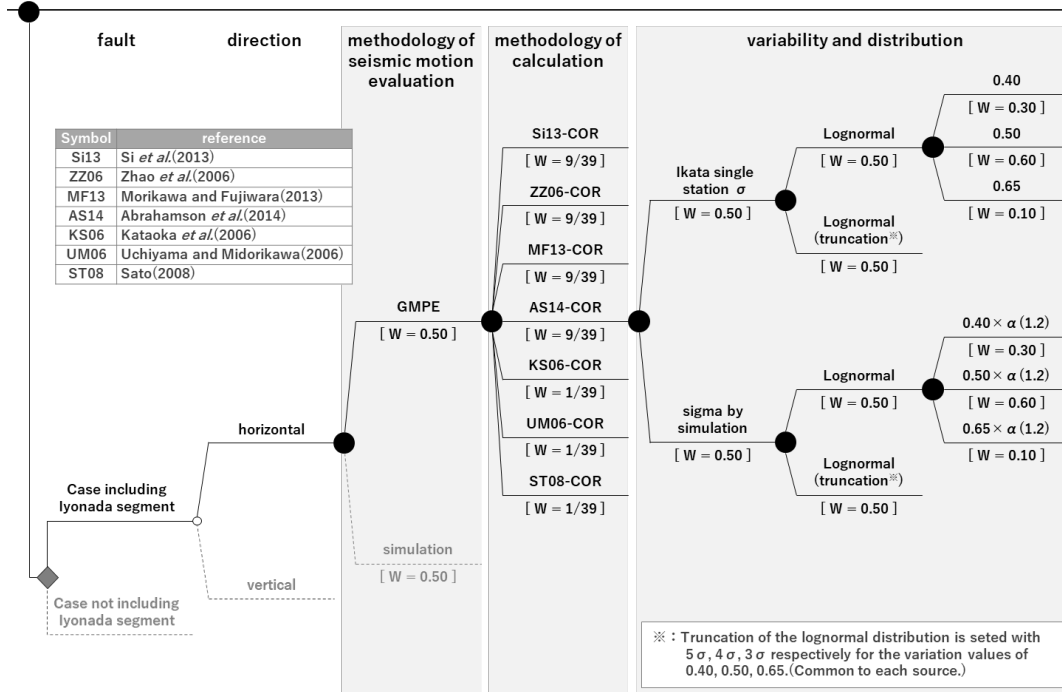 fault
direction
methodology of
seismic motion
evaluation
methodology of
calculation
variability and distribution
Symbol reference
Si13 Si et al.(2013)
ZZ06 Zhao et al.(2006)
MF13 Morikawa and Fujiwara(2013)
AS14 Abrahamson et al.(2014)
KS06 Kataoka et al.(2006)
UM06 Uchiyama and Midorikawa(2006)
ST08 Sato(2008)
Case including
Iyonada segment
Case not including
Iyonada segment
horizontal
vertical
GMPE
[ W = 0.50 ]
simulation
[ W = 0.50 ]
Si13-COR
[ W = 9/39 ]
ZZ06-COR
[ W = 9/39 ]
MF13-COR
[ W = 9/39 ]
AS14-COR
[ W = 9/39 ]
KS06-COR
[ W = 1/39 ]
UM06-COR
[ W = 1/39 ]
ST08-COR
[ W = 1/39 ]
Ikata single
station σ
[ W = 0.50 ]
Lognormal
[ W = 0.50 ]
0.40
[ W = 0.30 ]
0.50
[ W = 0.60 ]
0.65
[ W = 0.10 ]
Lognormal
(truncation※)
[ W = 0.50 ]
sigma by
simulation
[ W = 0.50 ]
Lognormal
[ W = 0.50 ]
0.40× α (1.2)
[ W = 0.30 ]
0.50× α (1.2)
[ W = 0.60 ]
0.65× α (1.2)
[ W = 0.10 ]
Lognormal
(truncation※)
[ W = 0.50 ]
※：Truncation of the lognormal distribution is seted with
5σ, 4σ, 3σ respectively for the variation values of
0.40, 0.50, 0.65.(Common to each source.)